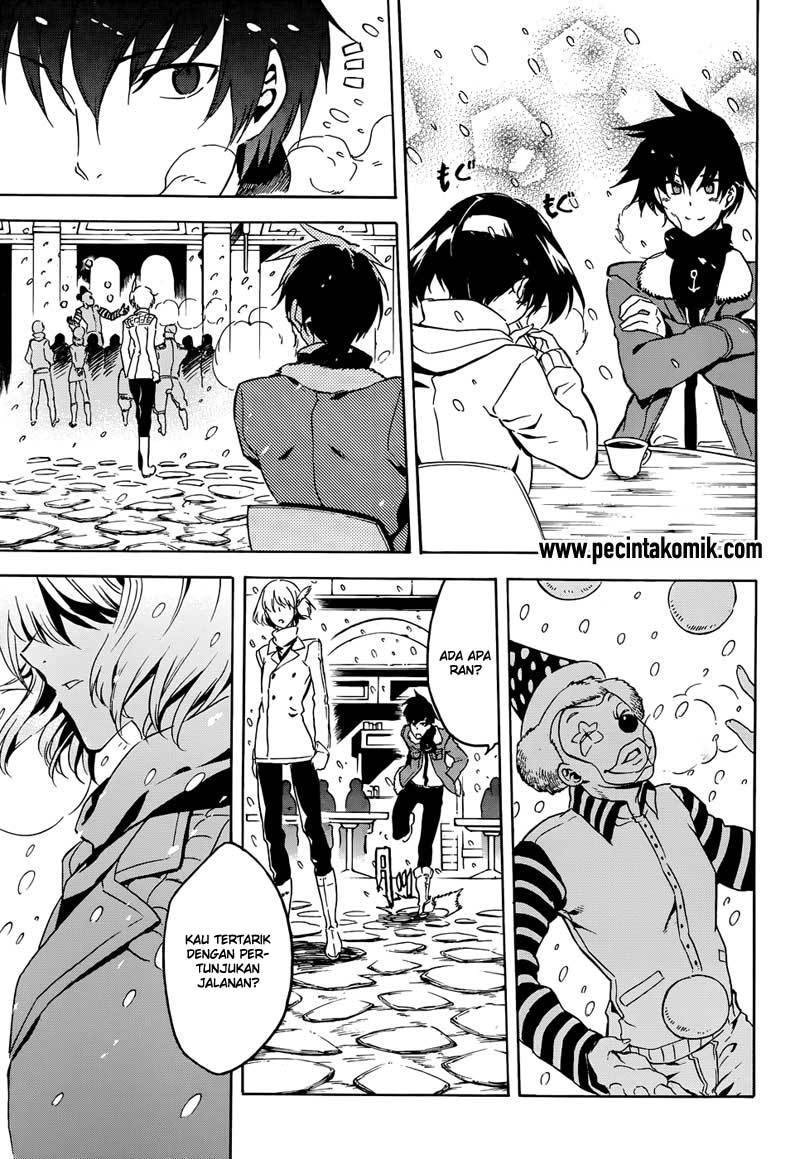 もぐ
もぐ
www.pecintakomik.com
ADA APA
RAN?
KAU TERTARIK
DENGAN PER-
TUNJUKAN
JALANAN?